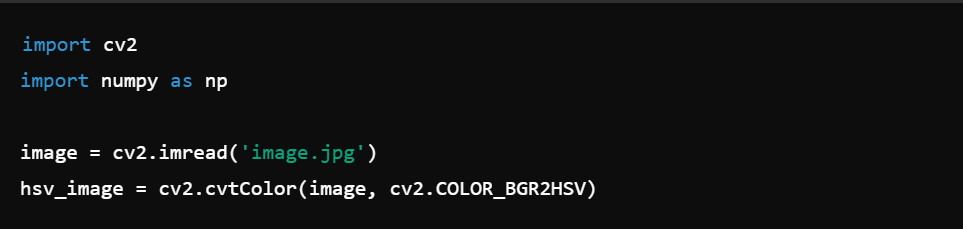 import cv2
import numpy as np
image = cv2.imread('image.jpg')
hsv_image = cv2.cvtColor(image, cv2.COLOR_BGR2HSV)